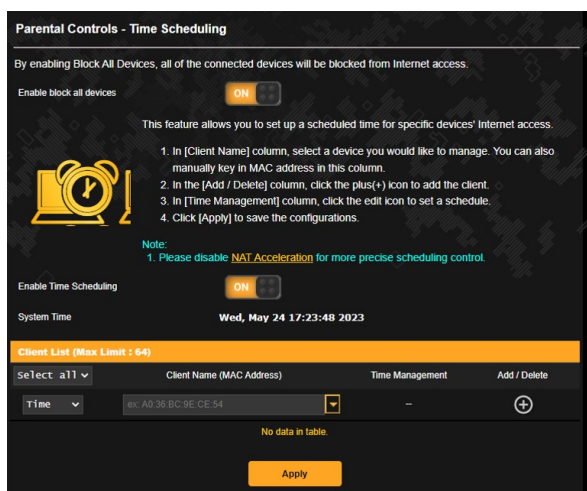 Parental Controls - Time Scheduling
By enabling Block All Devices, all of the connected devices will be blocked from Internet access.
Enable block all devices
ON
This feature allows you to set up a scheduled time for specific devices' Internet access.
1. In [Client Name] column, select a device you would like to manage. You can also
manually key in MAC address in this column.
2. In the [Add / Delete] column, click the plus(+) icon to add the client.
3. In [Time Management] column, click the edit icon to set a schedule.
4. Click [Apply] to save the configurations.
Note:
1. Please disable NAT Acceleration for more precise scheduling control.
Enable Time Scheduling
ON
System Time
Wed, May 24 17:23:48 2023
Client List (Max Limit : 64)
Select all
Client Name (MAC Address)
Time Management
Add / Delete
Time
ex: A0:36:BC:9E:CE:54
--
No data in table.
Apply